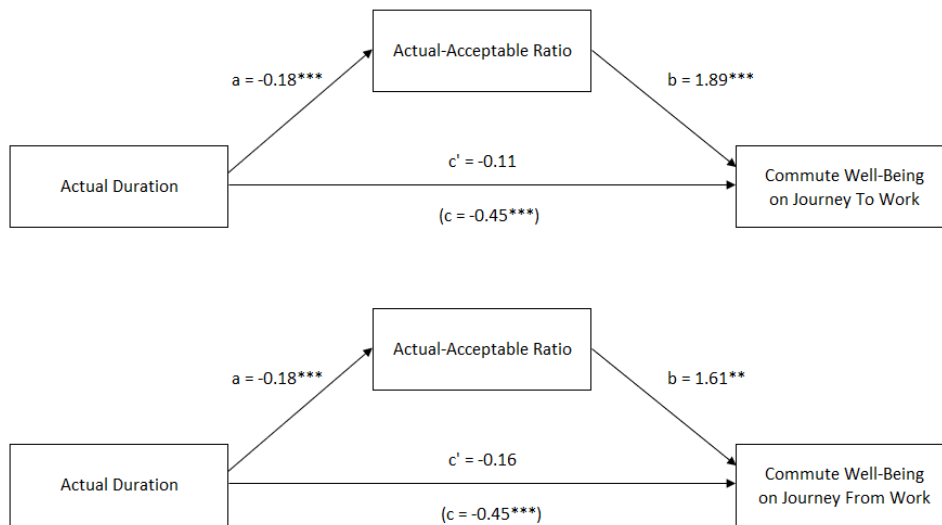 Actual-Acceptable Ratio
a = -0.18***
b = 1.89***
Actual Duration
c' = -0.11
(c = -0.45***)
Commute Well-Being
on Journey To Work
Actual-Acceptable Ratio
a = -0.18***
b = 1.61**
Actual Duration
c' = -0.16
(c = -0.45***)
Commute Well-Being
on Journey From Work